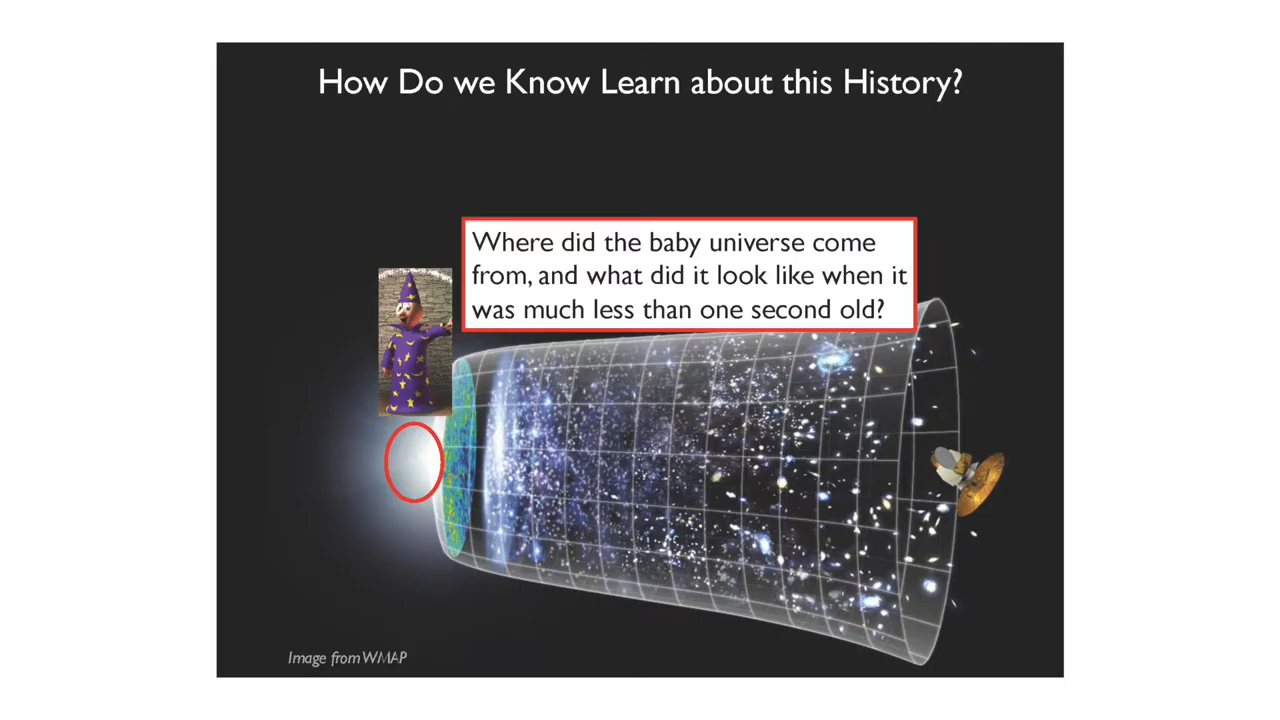 How Do we Know Learn about this History?
Where did the baby universe come
from, and what did it look like when it
was much less than one second old?
Image from WMAP